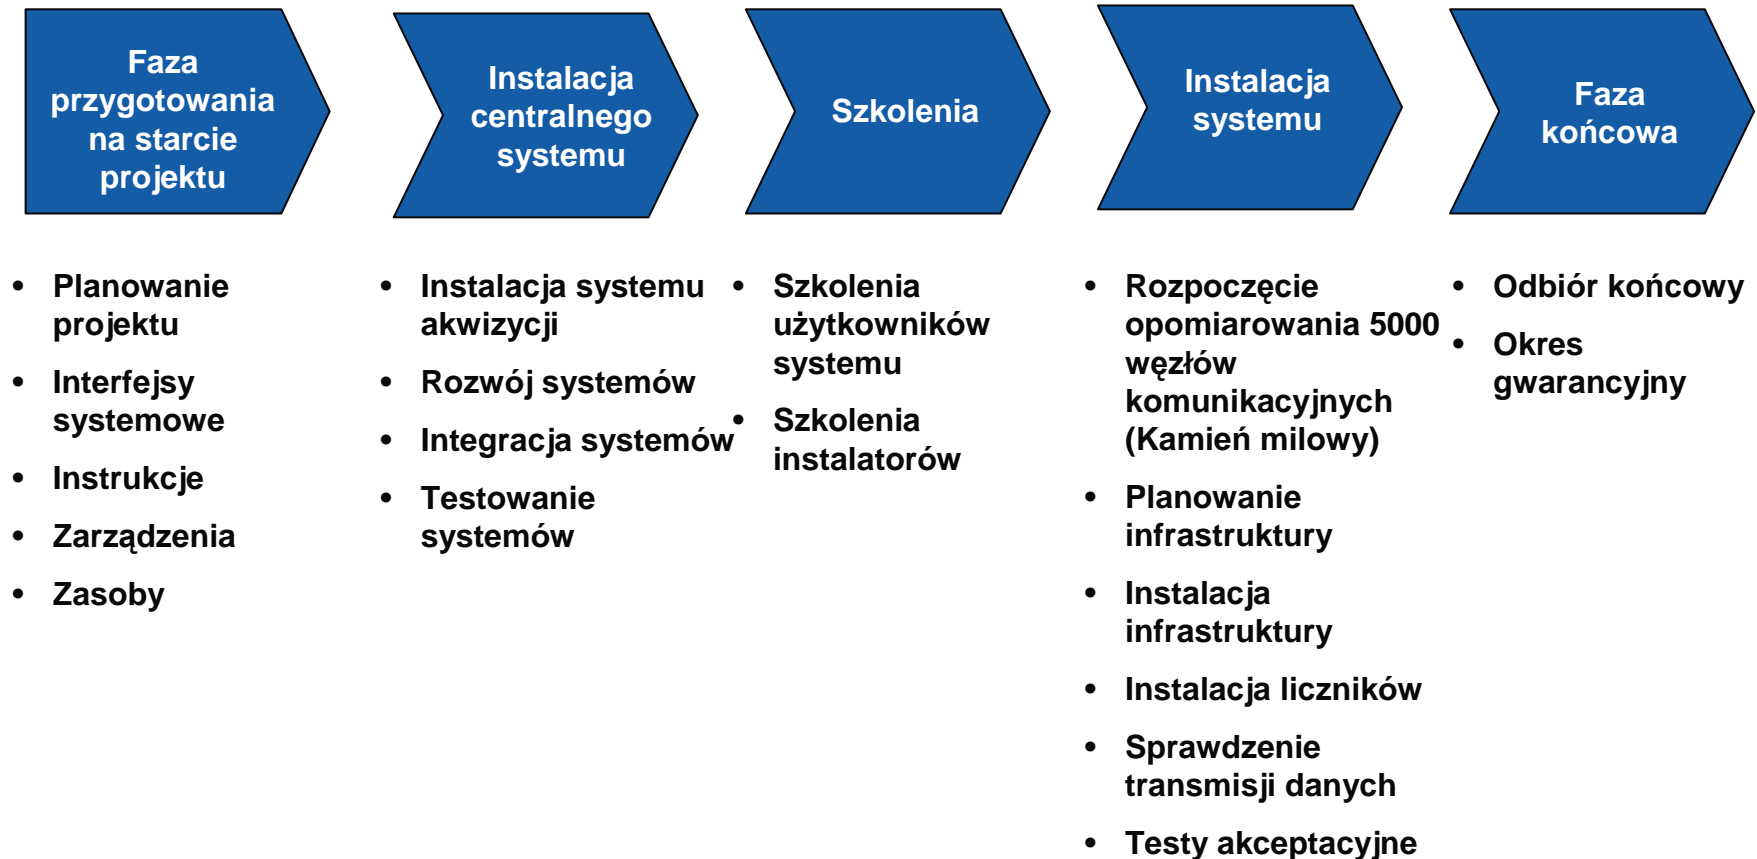 Faza
przygotowania
na starcie
projektu
Instalacja
centralnego
systemu
Szkolenia
Instalacja
systemu
Faza
końcowa
• Planowanie
projektu
• Interfejsy
systemowe
• Instrukcje
• Zarządzenia
• Zasoby
• Instalacja systemu
akwizycji
• Rozwój systemów
• Integracja systemów
• Testowanie
systemów
• Szkolenia
użytkowników
systemu
• Szkolenia
instalatorów
• Rozpoczęcie
opomiarowania 5000
węzłów
komunikacyjnych
(Kamień milowy)
• Planowanie
infrastruktury
• Instalacja
infrastruktury
• Instalacja liczników
• Sprawdzenie
transmisji danych
• Testy akceptacyjne
• Odbiór końcowy
• Okres
gwarancyjny